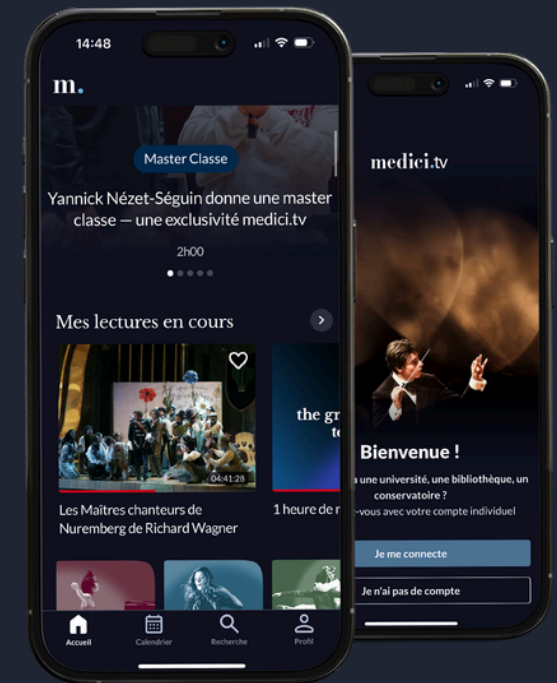 14:48
m.
Master Classe
Yannick Nézet-Séguin donne une master
classe — une exclusivité medici.tv
2h00
Mes lectures en cours
04:41:28
the gr
Les Maîtres chanteurs de
Nuremberg de Richard Wagner
1 heure de
Accueil
Calendrier
Recherche
Profil
medici.tv
Bienvenue !
une université, une bibliothèque, un
conservatoire ?
-vous avec votre compte individuel
Je me connecte
Je n'ai pas de compte